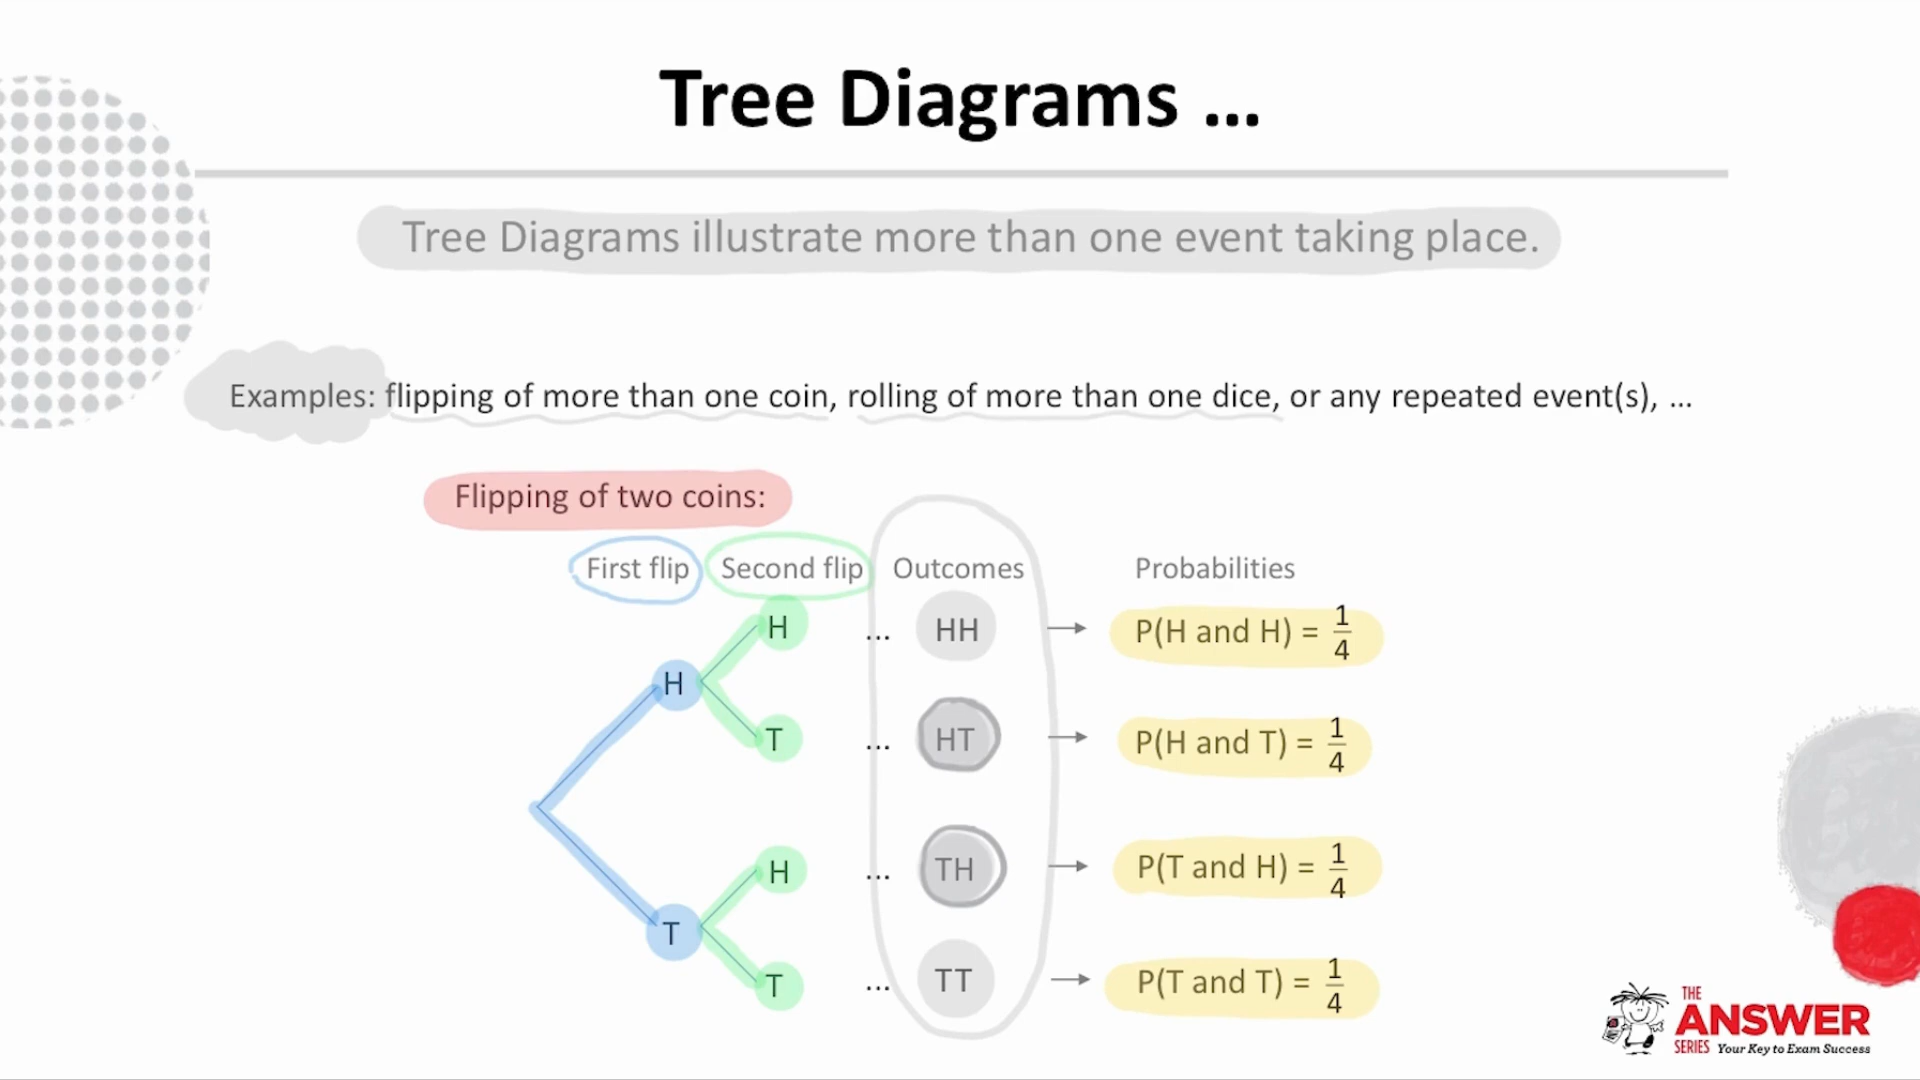 Tree Diagrams ...
Tree Diagrams illustrate more than one event taking place.
Examples: flipping of more than one coin, rolling of more than one dice, or any repeated event(s), ...
Flipping of two coins:
First flip Second flip Outcomes Probabilities
H ... HH → P(H and H) = 1/4
H
T ... HT → P(H and T) = 1/4
H ... TH → P(T and H) = 1/4
T
T ... TT → P(T and T) = 1/4
THE
ANSWER
SERIES Your Key to Exam Success